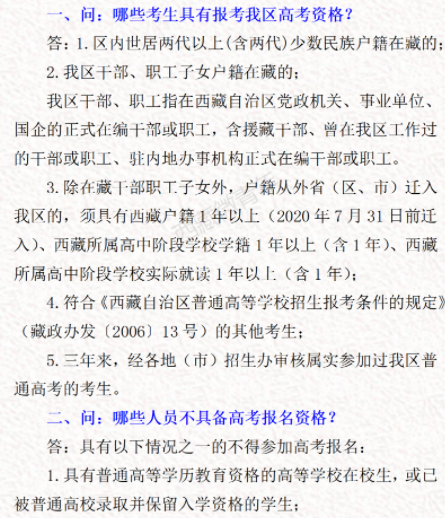 一、问：哪些考生具有报考我区高考资格？
答：1.区内世居两代以上(含两代)少数民族户籍在藏的；
2.我区干部、职工子女户籍在藏的；
我区干部、职工指在西藏自治区党政机关、事业单位、
国企的正式在编干部或职工，含援藏干部、曾在我区工作过
的干部或职工、驻内地办事机构正式在编干部或职工。
3.除在藏干部职工子女外，户籍从外省（区、市）迁入
我区的，须具有西藏户籍1年以上（2020年7月31日前迁
入）、西藏所属高中阶段学校学籍1年以上（含1年）、西藏
所属高中阶段学校实际就读1年以上（含1年）；
4.符合《西藏自治区普通高等学校招生报考条件的规定》
（藏政办发〔2006〕13号）的其他考生；
5.三年来，经各地（市）招生办审核属实参加过我区普
通高考的考生。
二、问：哪些人员不具备高考报名资格？
答：具有以下情况之一的不得参加高考报名：
1.具有普通高等学历教育资格的高等学校在校生，或已
被普通高校录取并保留入学资格的学生；